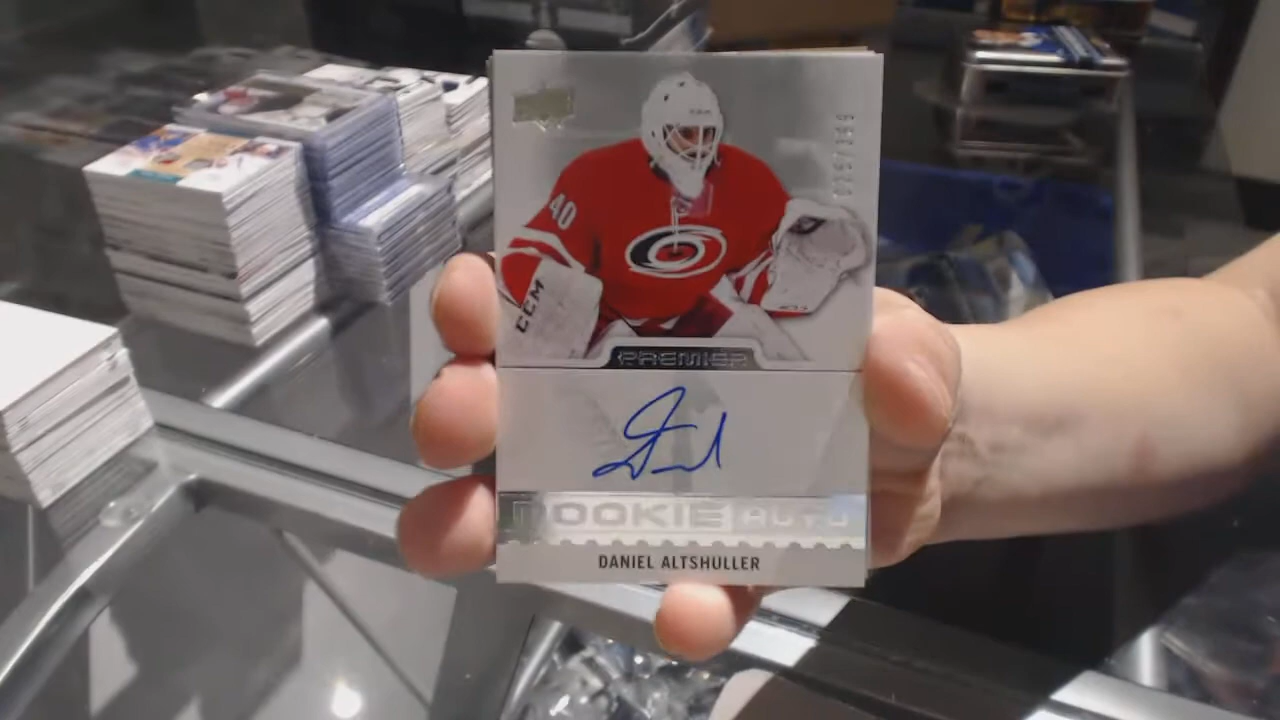 40
CCM
PREMIER
ROOKIE AUTO
DANIEL ALTSHULLER